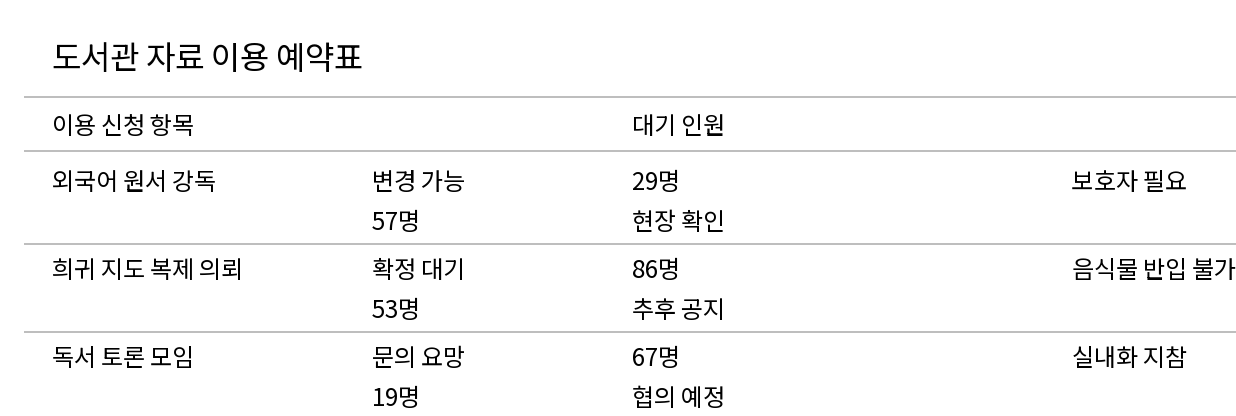 도서관 자료 이용 예약표
이용 신청 항목 대기 인원
외국어 원서 강독 변경 가능 29명 보호자 필요
57명 현장 확인
희귀 지도 복제 의뢰 확정 대기 86명 음식물 반입 불가
53명 추후 공지
독서 토론 모임 문의 요망 67명 실내화 지참
19명 협의 예정